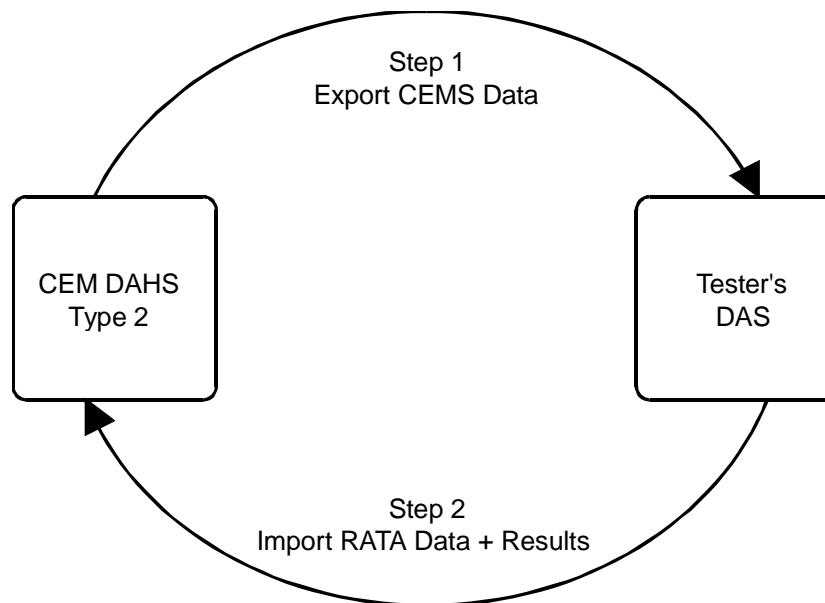 Step 1
Export CEMS Data
CEM DAHS
Type 2
Tester's
DAS
Step 2
Import RATA Data + Results